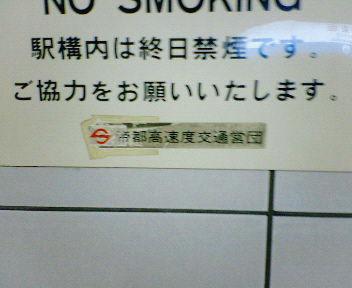 NO SMOKING
駅構内は終日禁煙です。
ご協力をお願いいたします。
帝都高速度交通営団